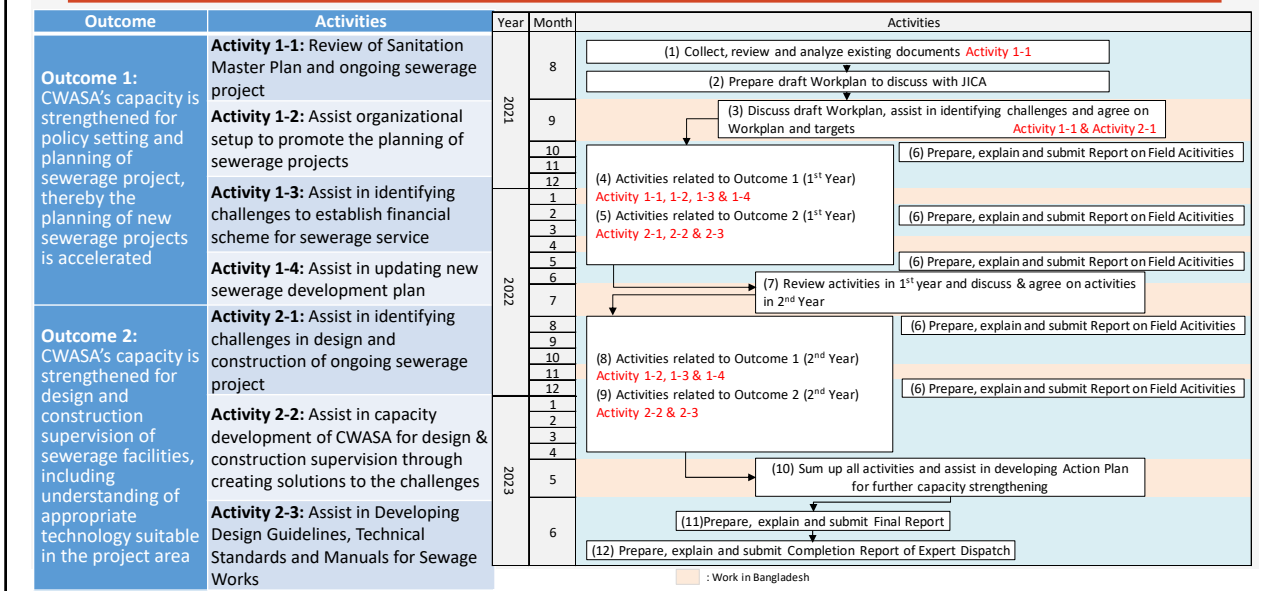 Outcome
Activities
Outcome 1:
CWASA's capacity is
strengthened for
policy setting and
planning of
sewerage project,
thereby the
planning of new
sewerage projects
is accelerated
Activity 1-1: Review of Sanitation
Master Plan and ongoing sewerage
project
Activity 1-2: Assist organizational
setup to promote the planning of
sewerage projects
Activity 1-3: Assist in identifying
challenges to establish financial
scheme for sewerage service
Activity 1-4: Assist in updating new
sewerage development plan
Outcome 2:
CWASA's capacity is
strengthened for
design and
construction
supervision of
sewerage facilities,
including
understanding of
appropriate
technology suitable
in the project area
Activity 2-1: Assist in identifying
challenges in design and
construction of ongoing sewerage
project
Activity 2-2: Assist in capacity
development of CWASA for design &
construction supervision through
creating solutions to the challenges
Activity 2-3: Assist in Developing
Design Guidelines, Technical
Standards and Manuals for Sewage
Works
Year
Month
Activities
2021
8
9
10
11
12
2022
1
2
3
4
5
6
7
8
9
10
11
12
2023
1
2
3
4
5
6
(1) Collect, review and analyze existing documents Activity 1-1
(2) Prepare draft Workplan to discuss with JICA
(3) Discuss draft Workplan, assist in identifying challenges and agree on
Workplan and targets Activity 1-1 & Activity 2-1
(6) Prepare, explain and submit Report on Field Acitivities
(4) Activities related to Outcome 1 (1st Year)
Activity 1-1, 1-2, 1-3 & 1-4
(5) Activities related to Outcome 2 (1st Year)
Activity 2-1, 2-2 & 2-3
(6) Prepare, explain and submit Report on Field Acitivities
(6) Prepare, explain and submit Report on Field Acitivities
(7) Review activities in 1st year and discuss & agree on activities
in 2nd Year
(6) Prepare, explain and submit Report on Field Acitivities
(8) Activities related to Outcome 1 (2nd Year)
Activity 1-2, 1-3 & 1-4
(9) Activities related to Outcome 2 (2nd Year)
Activity 2-2 & 2-3
(6) Prepare, explain and submit Report on Field Acitivities
(10) Sum up all activities and assist in developing Action Plan
for further capacity strengthening
(11)Prepare, explain and submit Final Report
(12) Prepare, explain and submit Completion Report of Expert Dispatch
: Work in Bangladesh